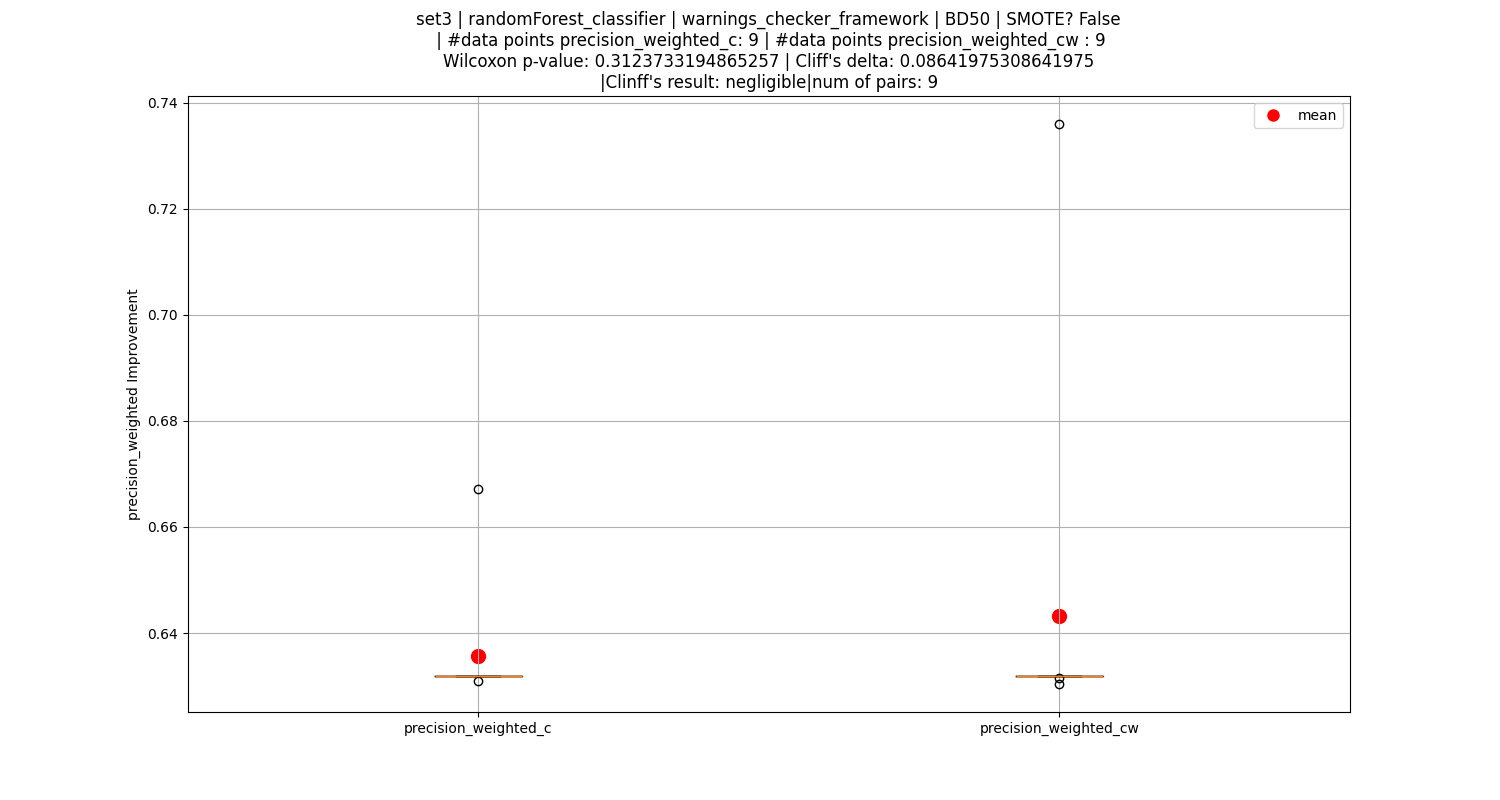 set3 | randomForest_classifier | warnings_checker_framework | BD50 | SMOTE? False
| #data points precision_weighted_c: 9 | #data points precision_weighted_cw : 9
Wilcoxon p-value: 0.3123733194865257 | Cliff's delta: 0.08641975308641975
|Clinff's result: negligible|num of pairs: 9
mean
precision_weighted Improvement
0.74
0.72
0.70
0.68
0.66
0.64
precision_weighted_c
precision_weighted_cw